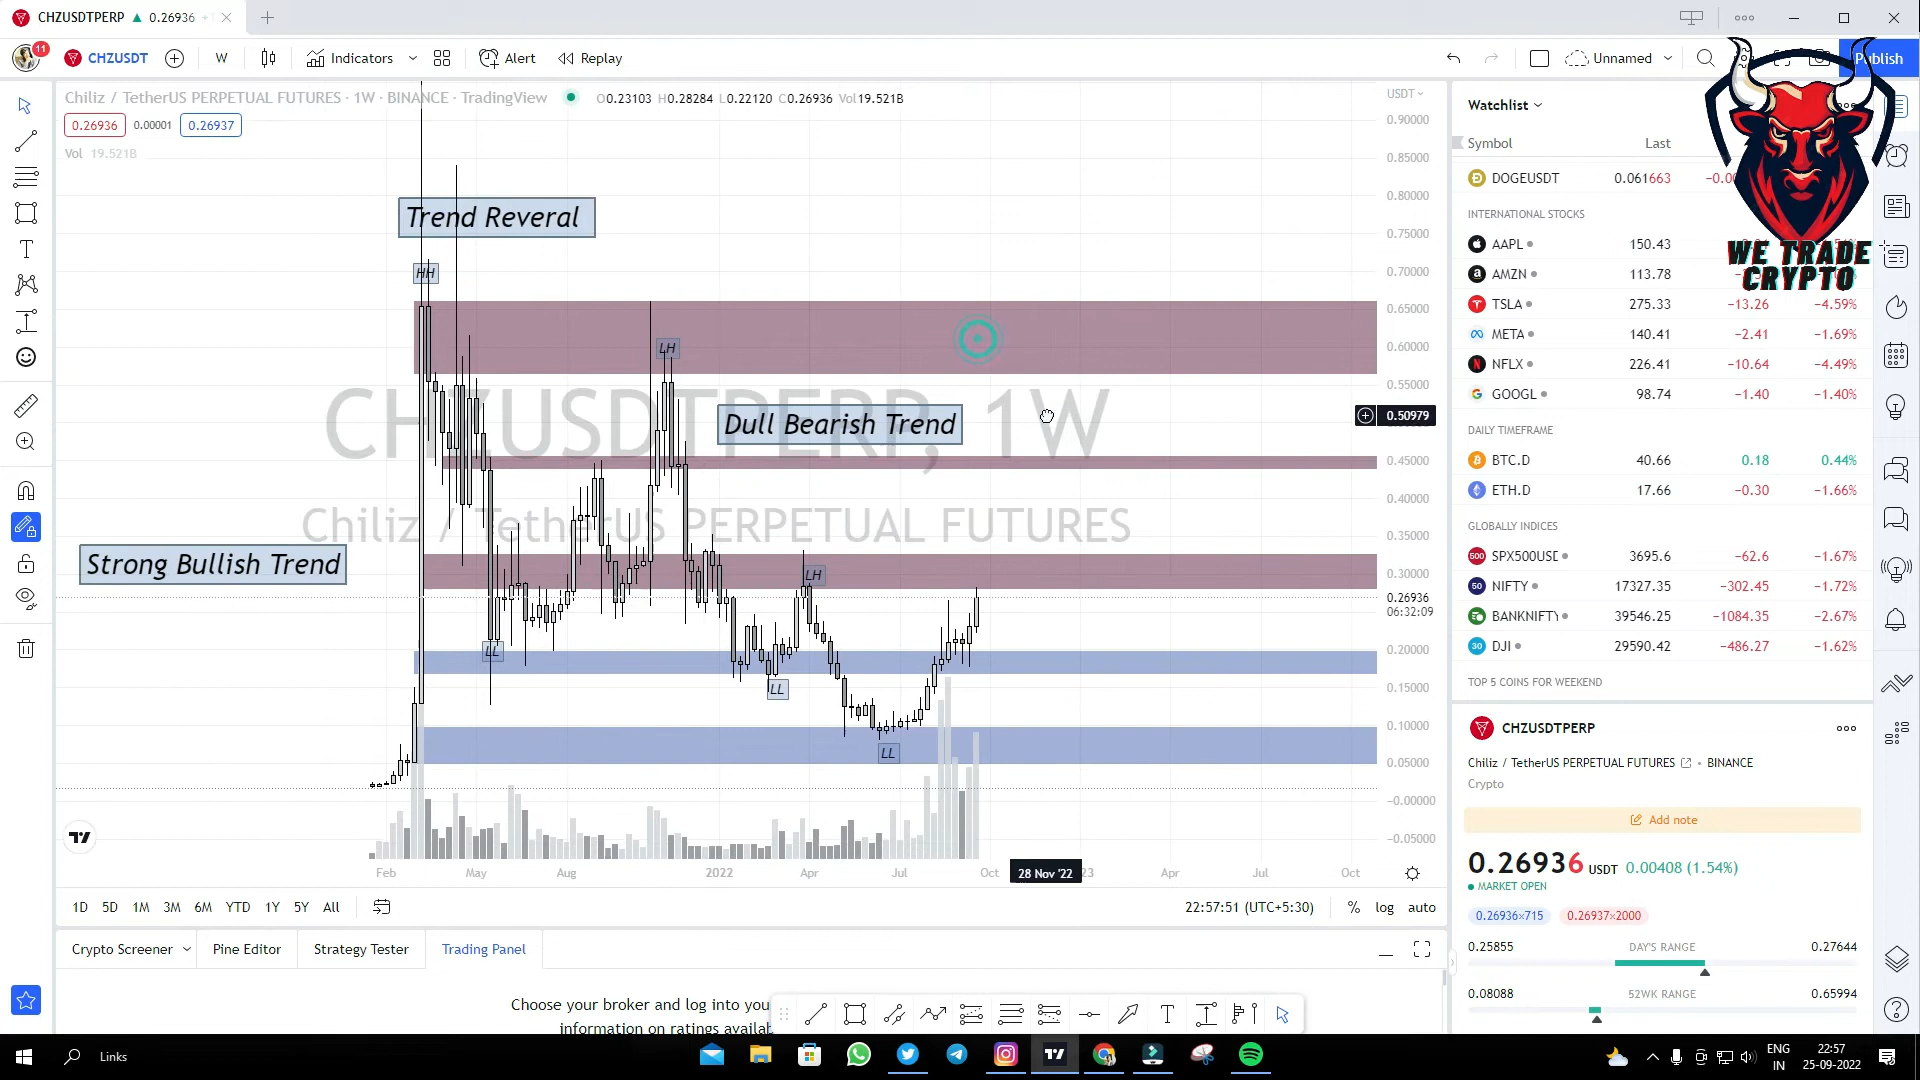 CHZUSDTPERP ▲ 0.26936
11
CHZUSDT
W
Indicators
Alert
Replay
Unnamed
Publish
Chiliz / TetherUS PERPETUAL FUTURES · 1W · BINANCE · TradingView
O0.23103 H0.28284 L0.22120 C0.26936 Vol19.521B
0.26936
0.00001
0.26937
Vol 19.521B
Trend Reveral
HH
LH
Dull Bearish Trend
Strong Bullish Trend
LH
LL
LL
LL
CHZUSDTPERP, 1W
Chiliz / TetherUS PERPETUAL FUTURES
USDT
0.90000
0.85000
0.80000
0.75000
0.70000
0.65000
0.60000
0.55000
0.50979
0.45000
0.40000
0.35000
0.30000
0.26936
06:32:09
0.20000
0.15000
0.10000
0.05000
−0.00000
−0.05000
Feb
May
Aug
2022
Apr
Jul
Oct
28 Nov '22
23
Apr
Jul
Oct
1D 5D 1M 3M 6M YTD 1Y 5Y All
22:57:51 (UTC+5:30)
% log auto
Crypto Screener
Pine Editor
Strategy Tester
Trading Panel
Choose your broker and log into you
information on ratings availa
Watchlist
Symbol Last
DOGEUSDT 0.061663 −0.0
INTERNATIONAL STOCKS
AAPL 150.43
AMZN 113.78
TSLA 275.33 −13.26 −4.59%
META 140.41 −2.41 −1.69%
NFLX 226.41 −10.64 −4.49%
GOOGL 98.74 −1.40 −1.40%
DAILY TIMEFRAME
BTC.D 40.66 0.18 0.44%
ETH.D 17.66 −0.30 −1.66%
GLOBALLY INDICES
SPX500USD 3695.6 −62.6 −1.67%
NIFTY 17327.35 −302.45 −1.72%
BANKNIFTY 39546.25 −1084.35 −2.67%
DJI 29590.42 −486.27 −1.62%
TOP 5 COINS FOR WEEKEND
WE TRADE
CRYPTO
CHZUSDTPERP
Chiliz / TetherUS PERPETUAL FUTURES • BINANCE
Crypto
Add note
0.26936 USDT 0.00408 (1.54%)
MARKET OPEN
0.26936×715
0.26937×2000
0.25855 DAY'S RANGE 0.27644
0.08088 52WK RANGE 0.65994
Links
ENG
IN
22:57
25-09-2022